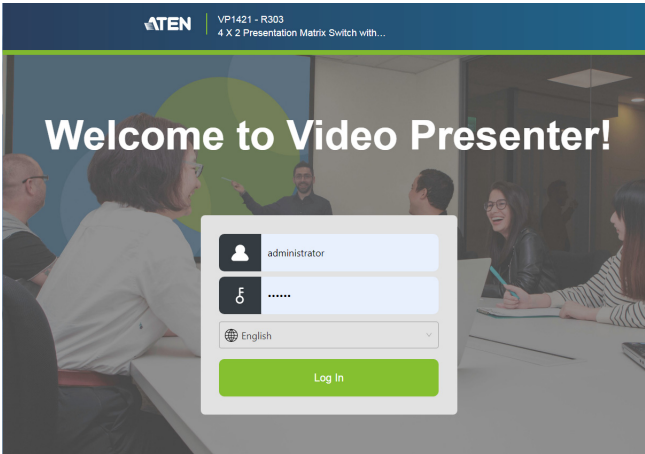 ATEN
VP1421 - R303
4 X 2 Presentation Matrix Switch with...
Welcome to Video Presenter!
administrator
••••••
English
Log In